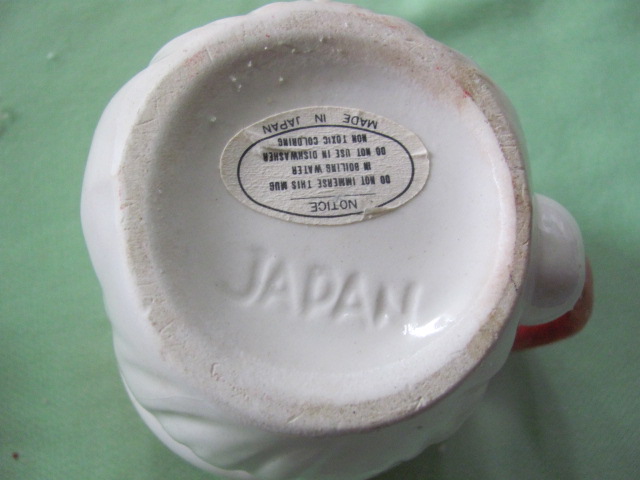 NOTICE
DO NOT IMMERSE THIS MUG
IN BOILING WATER
DO NOT USE IN DISHWASHER
NON TOXIC COLORING
MADE IN JAPAN
JAPAN